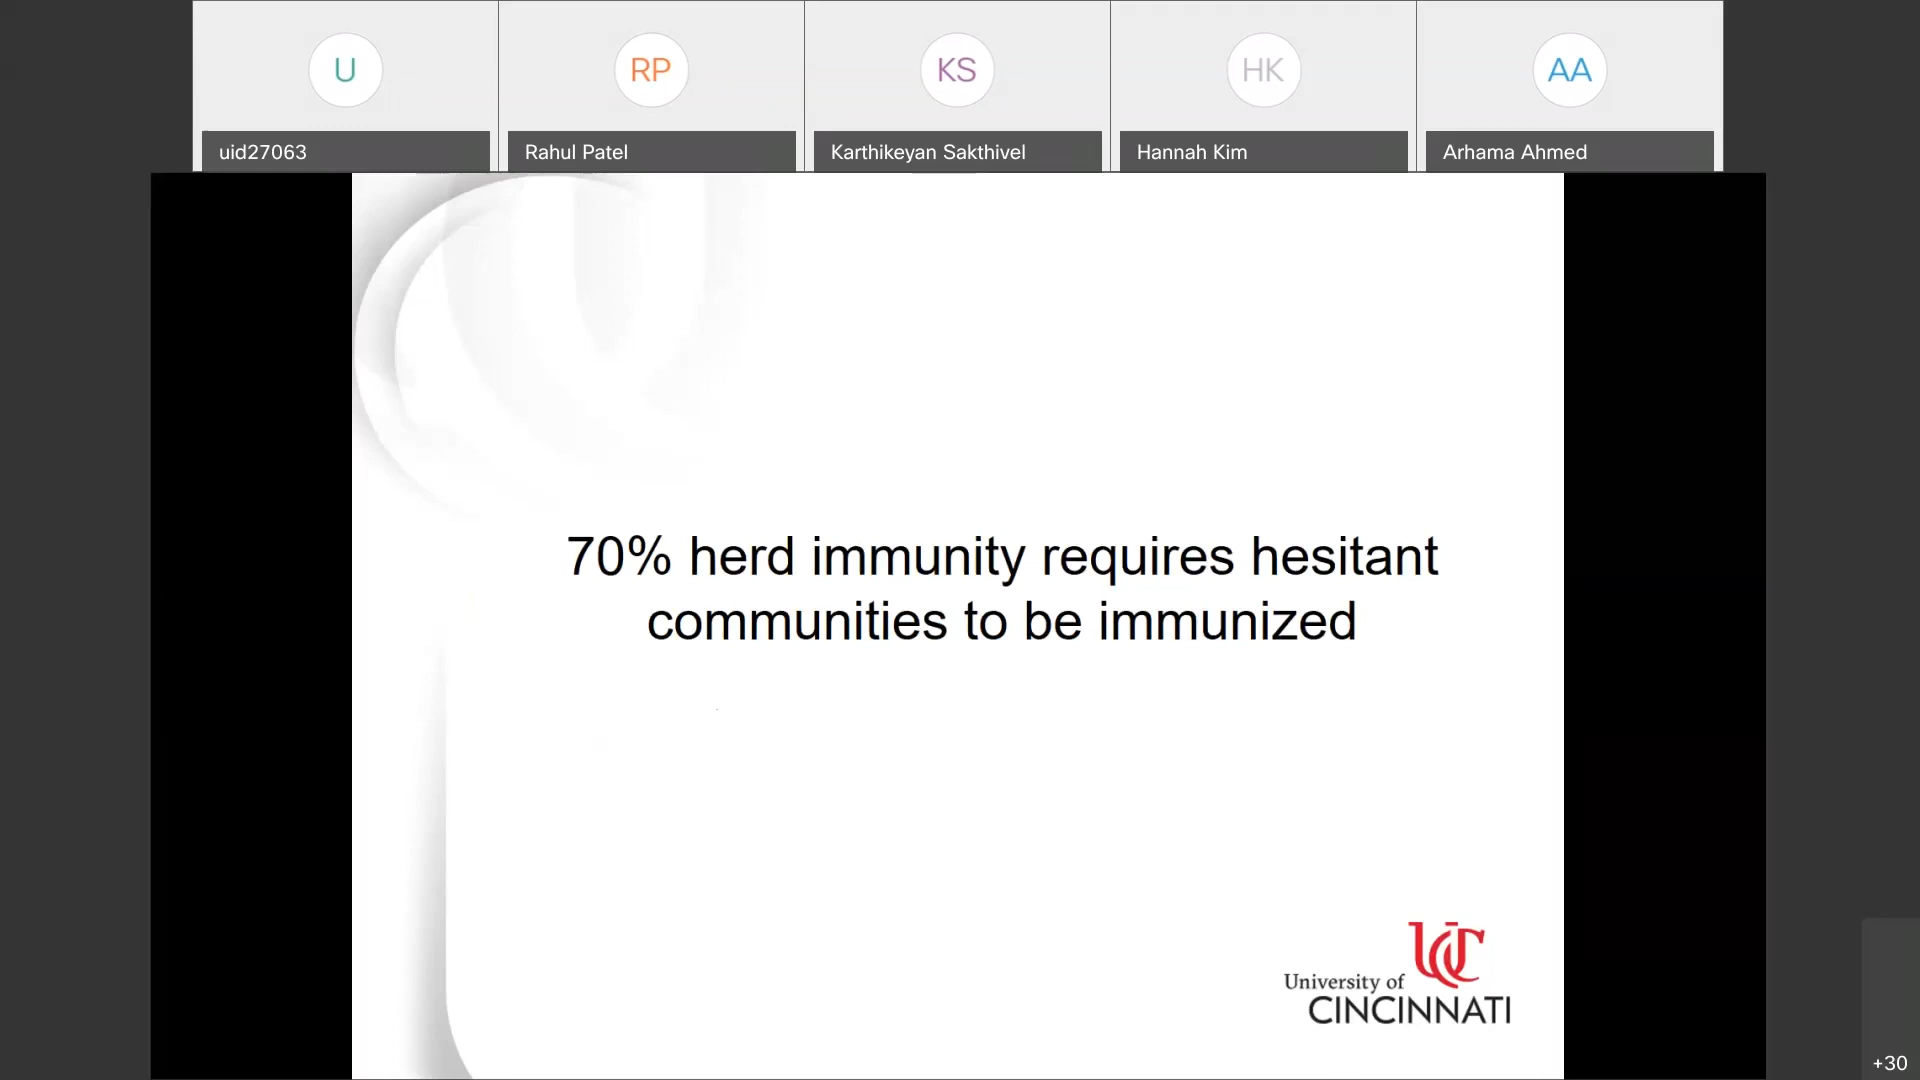 U
RP
KS
HK
AA
uid27063
Rahul Patel
Karthikeyan Sakthivel
Hannah Kim
Arhama Ahmed
70% herd immunity requires hesitant
communities to be immunized
UC
University of
CINCINNATI
+30